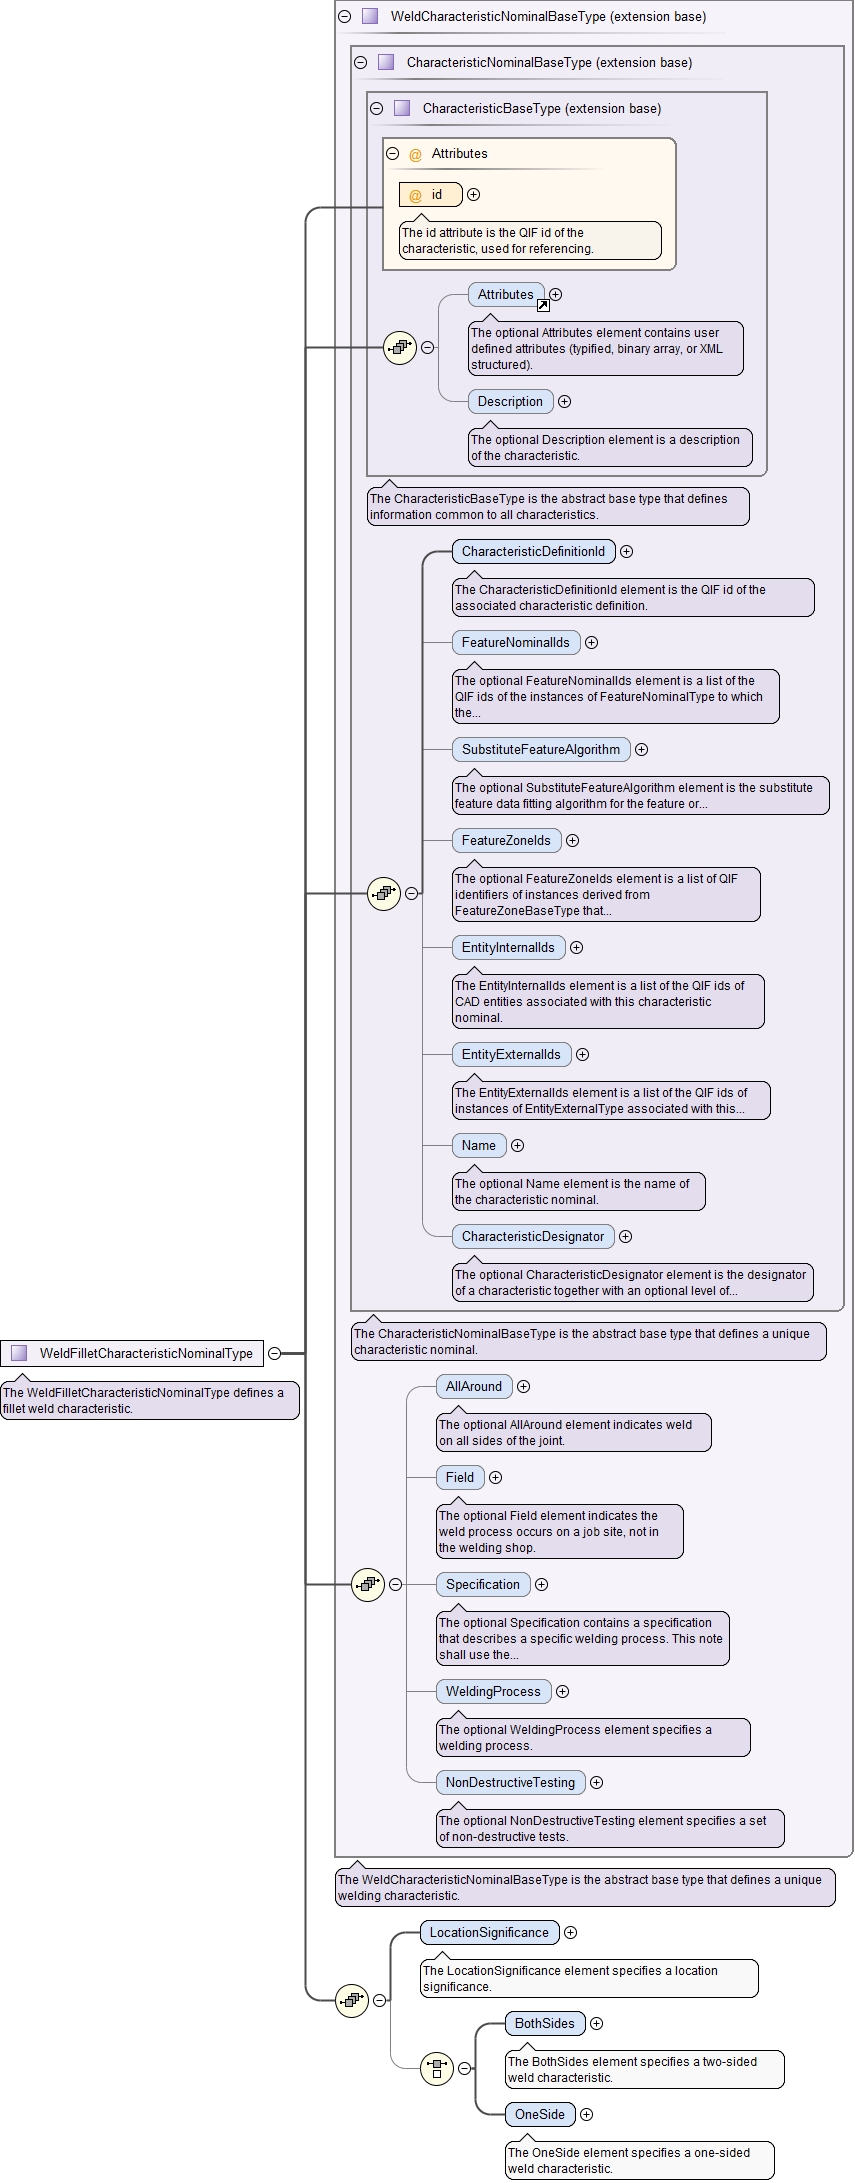 WeldCharacteristicNominalBaseType (extension base)
CharacteristicNominalBaseType (extension base)
CharacteristicBaseType (extension base)
@ Attributes
@ id
The id attribute is the QIF id of the
characteristic, used for referencing.
Attributes
The optional Attributes element contains user
defined attributes (typified, binary array, or XML
structured).
Description
The optional Description element is a description
of the characteristic.
The CharacteristicBaseType is the abstract base type that defines
information common to all characteristics.
CharacteristicDefinitionId
The CharacteristicDefinitionId element is the QIF id of the
associated characteristic definition.
FeatureNominalIds
The optional FeatureNominalIds element is a list of the
QIF ids of the instances of FeatureNominalType to which
the...
SubstituteFeatureAlgorithm
The optional SubstituteFeatureAlgorithm element is the substitute
feature data fitting algorithm for the feature or...
FeatureZoneIds
The optional FeatureZoneIds element is a list of QIF
identifiers of instances derived from
FeatureZoneBaseType that...
EntityInternalIds
The EntityInternalIds element is a list of the QIF ids of
CAD entities associated with this characteristic
nominal.
EntityExternalIds
The EntityExternalIds element is a list of the QIF ids of
instances of EntityExternalType associated with this...
Name
The optional Name element is the name of
the characteristic nominal.
CharacteristicDesignator
The optional CharacteristicDesignator element is the designator
of a characteristic together with an optional level of...
The CharacteristicNominalBaseType is the abstract base type that defines a unique
characteristic nominal.
WeldFilletCharacteristicNominalType
The WeldFilletCharacteristicNominalType defines a
fillet weld characteristic.
AllAround
The optional AllAround element indicates weld
on all sides of the joint.
Field
The optional Field element indicates the
weld process occurs on a job site, not in
the welding shop.
Specification
The optional Specification contains a specification
that describes a specific welding process. This note
shall use the...
WeldingProcess
The optional WeldingProcess element specifies a
welding process.
NonDestructiveTesting
The optional NonDestructiveTesting element specifies a set
of non-destructive tests.
The WeldCharacteristicNominalBaseType is the abstract base type that defines a unique
welding characteristic.
LocationSignificance
The LocationSignificance element specifies a location
significance.
BothSides
The BothSides element specifies a two-sided
weld characteristic.
OneSide
The OneSide element specifies a one-sided
weld characteristic.